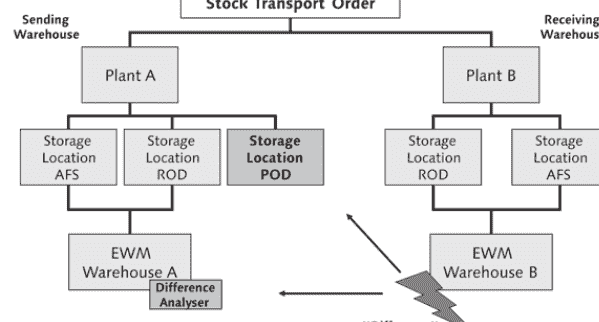 Stock Transport Order
Sending
Warehouse
Receiving
Plant A
Plant B
Storage
Location
AFS
Storage
Location
ROD
Storage
Location
POD
Storage
Location
ROD
Storage
Location
AFS
EWM
Warehouse A
Difference
Analyser
EWM
Warehouse B